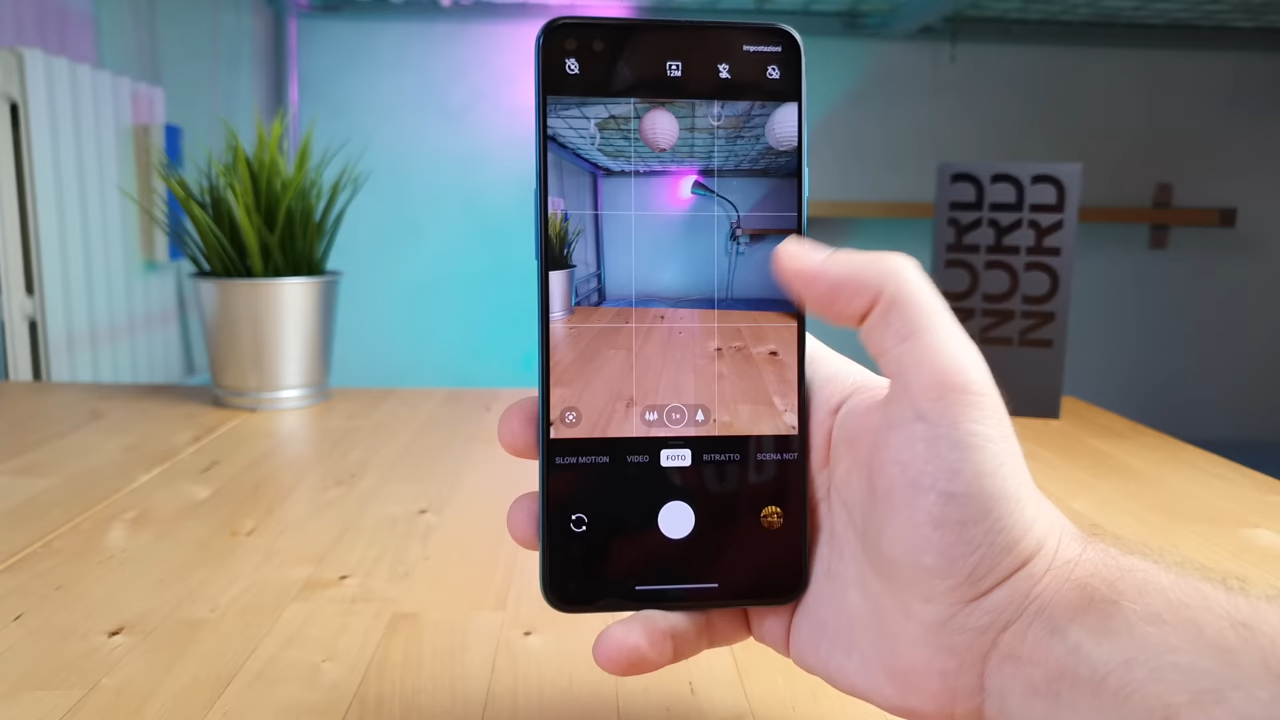 Impostazioni
12M
1×
SLOW MOTION VIDEO FOTO RITRATTO SCENA NOT
NORD
NORD
NORD